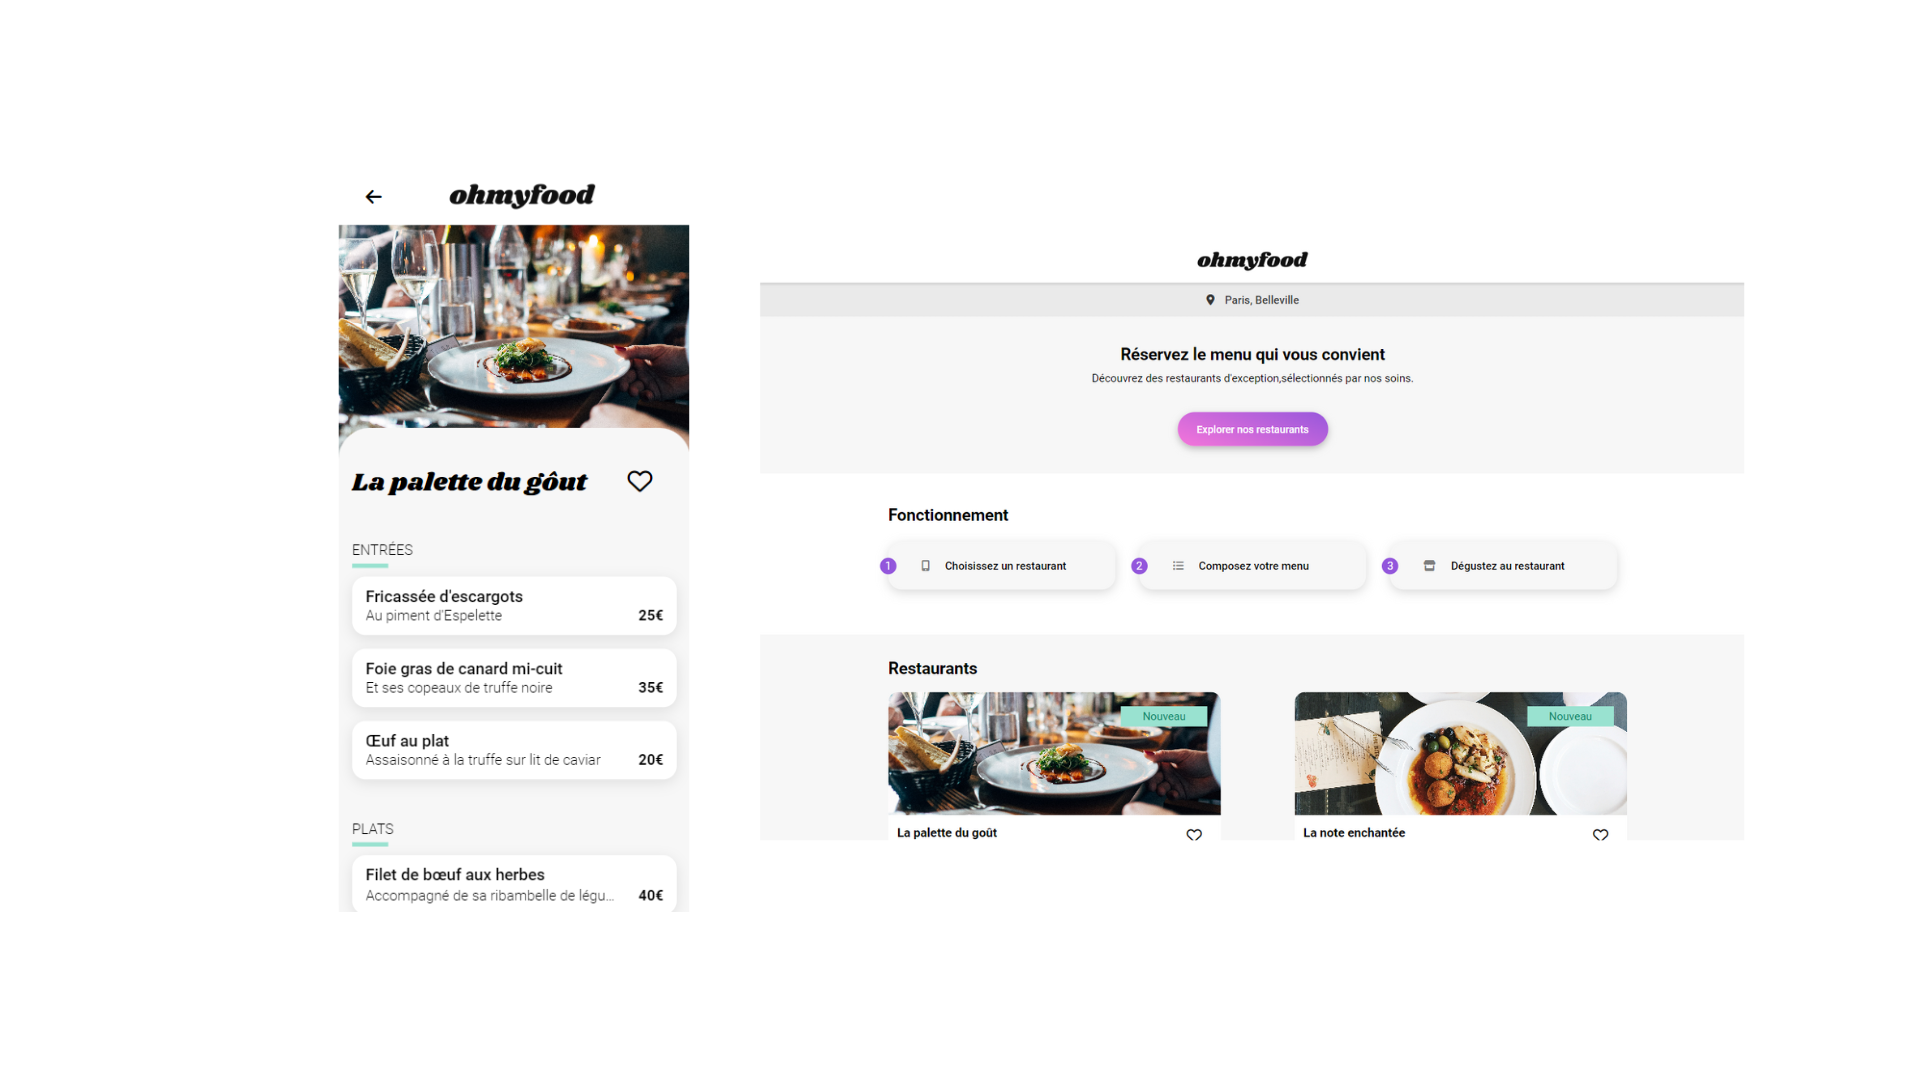 ohmyfood
La palette du gôut
ENTRÉES
Fricassée d'escargots
Au piment d'Espelette 25€
Foie gras de canard mi-cuit
Et ses copeaux de truffe noire 35€
Œuf au plat
Assaisonné à la truffe sur lit de caviar 20€
PLATS
Filet de bœuf aux herbes
Accompagné de sa ribambelle de légu... 40€
ohmyfood
Paris, Belleville
Réservez le menu qui vous convient
Découvrez des restaurants d'exception,sélectionnés par nos soins.
Explorer nos restaurants
Fonctionnement
1 Choisissez un restaurant
2 Composez votre menu
3 Dégustez au restaurant
Restaurants
Nouveau
La palette du goût
Nouveau
La note enchantée